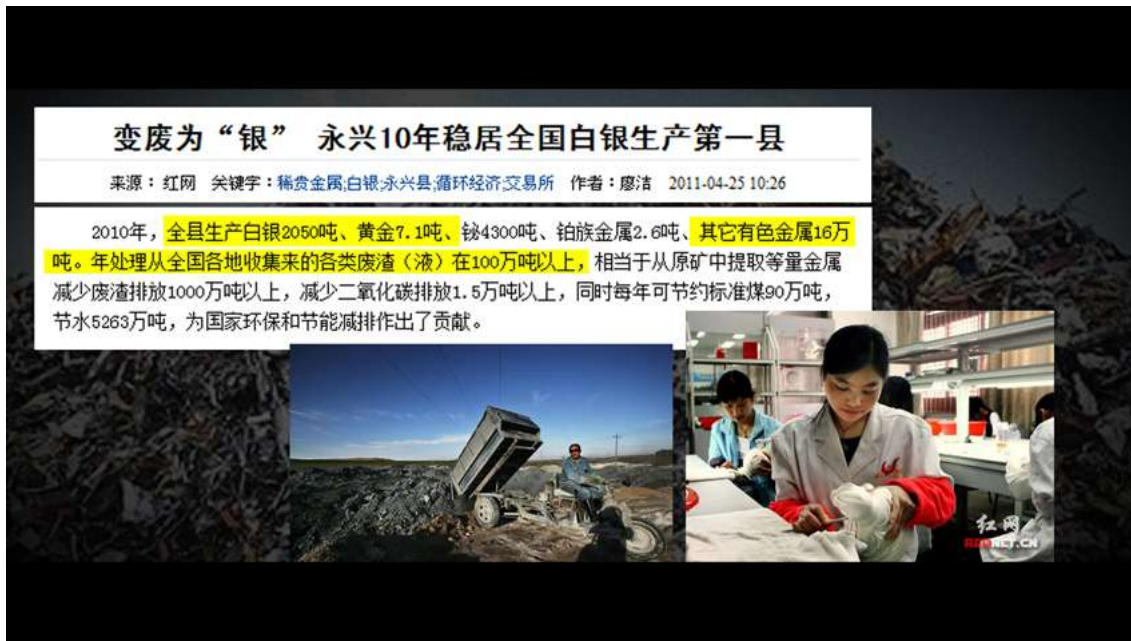 变废为“银” 永兴10年稳居全国白银生产第一县
来源：红网 关键字：稀贵金属;白银;永兴县;循环经济;交易所 作者：廖洁 2011-04-25 10:26
2010年，全县生产白银2050吨、黄金7.1吨、铋4300吨、铂族金属2.6吨、其它有色金属16万
吨。年处理从全国各地收集来的各类废渣（液）在100万吨以上，相当于从原矿中提取等量金属
减少废渣排放1000万吨以上，减少二氧化碳排放1.5万吨以上，同时每年可节约标准煤90万吨，
节水5263万吨，为国家环保和节能减排作出了贡献。
红网
REDNET.CN